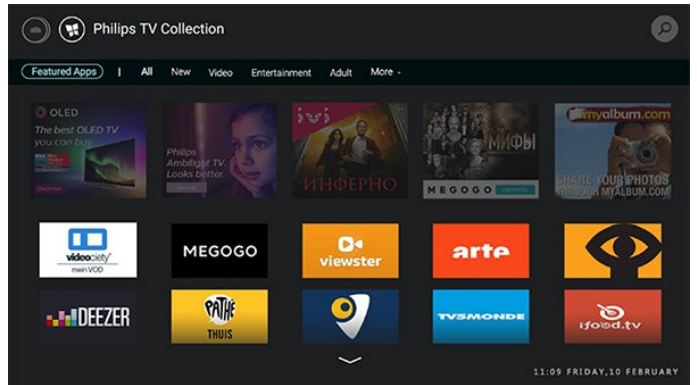 Philips TV Collection
Featured Apps | All New Video Entertainment Adult More
OLED
The best OLED TV
you can buy
Philips
Ambilight TV.
Looks better.
ivi
ИНФЕРНО
МИФЫ
MEGOGO
myalbum.com
SHARE YOUR PHOTOS
THROUGH MYALBUM.COM
videociety
mein VOD
MEGOGO
viewster
arte
DEEZER
PATHÉ
THUIS
TV5MONDE
ifood.tv
11:09 FRIDAY,10 FEBRUARY